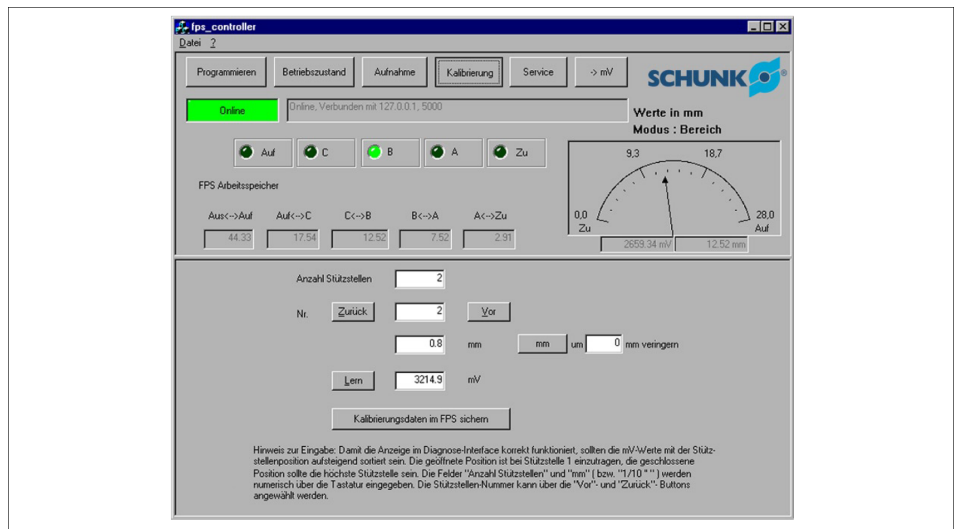 fps_controller
Datei ?
Programmieren Betriebszustand Aufnahme Kalibrierung Service -> mV
SCHUNK
Online
Online, Verbunden mit 127.0.0.1, 5000
Werte in mm
Modus : Bereich
Auf C B A Zu
9,3 18,7
FPS Arbeitsspeicher
0,0 28,0
Zu Auf
Aus<-->Auf Auf<-->C C<-->B B<-->A A<-->Zu
44.33 17.54 12.52 7.52 2.91
2659.34 mV 12.52 mm
Anzahl Stützstellen 2
Nr. Zurück 2 Vor
0.8 mm mm um 0 mm veringern
Lern 3214.9 mV
Kalibrierungsdaten im FPS sichern
Hinweis zur Eingabe: Damit die Anzeige im Diagnose-Interface korrekt funktioniert, sollten die mV-Werte mit der Stütz-
stellenposition aufsteigend sortiert sein. Die geöffnete Position ist bei Stützstelle 1 einzutragen, die geschlossene
Position sollte die höchste Stützstelle sein. Die Felder "Anzahl Stützstellen" und "mm" ( bzw. "1/10 " " ) werden
numerisch über die Tastatur eingegeben. Die Stützstellen-Nummer kann über die "Vor"- und "Zurück"- Buttons
angewählt werden.